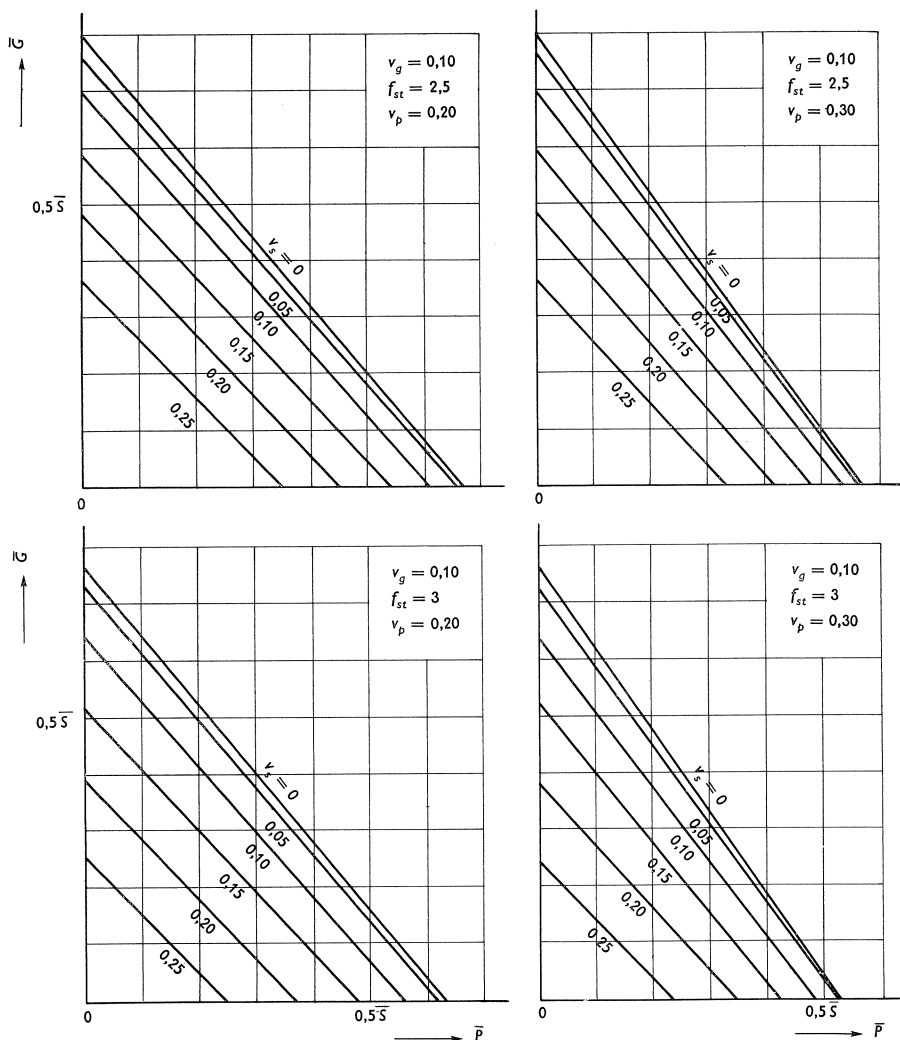 G̅
v_g = 0,10
f_st = 2,5
v_p = 0,20
0,5 S̅
v_s = 0
0,05
0,10
0,15
0,20
0,25
0
v_g = 0,10
f_st = 2,5
v_p = 0,30
v_s = 0
0,05
0,10
0,15
0,20
0,25
0
G̅
v_g = 0,10
f_st = 3
v_p = 0,20
0,5 S̅
v_s = 0
0,05
0,10
0,15
0,20
0,25
0
0,5 S̅
P̅
v_g = 0,10
f_st = 3
v_p = 0,30
v_s = 0
0,05
0,10
0,15
0,20
0,25
0
0,5 S̅
P̅